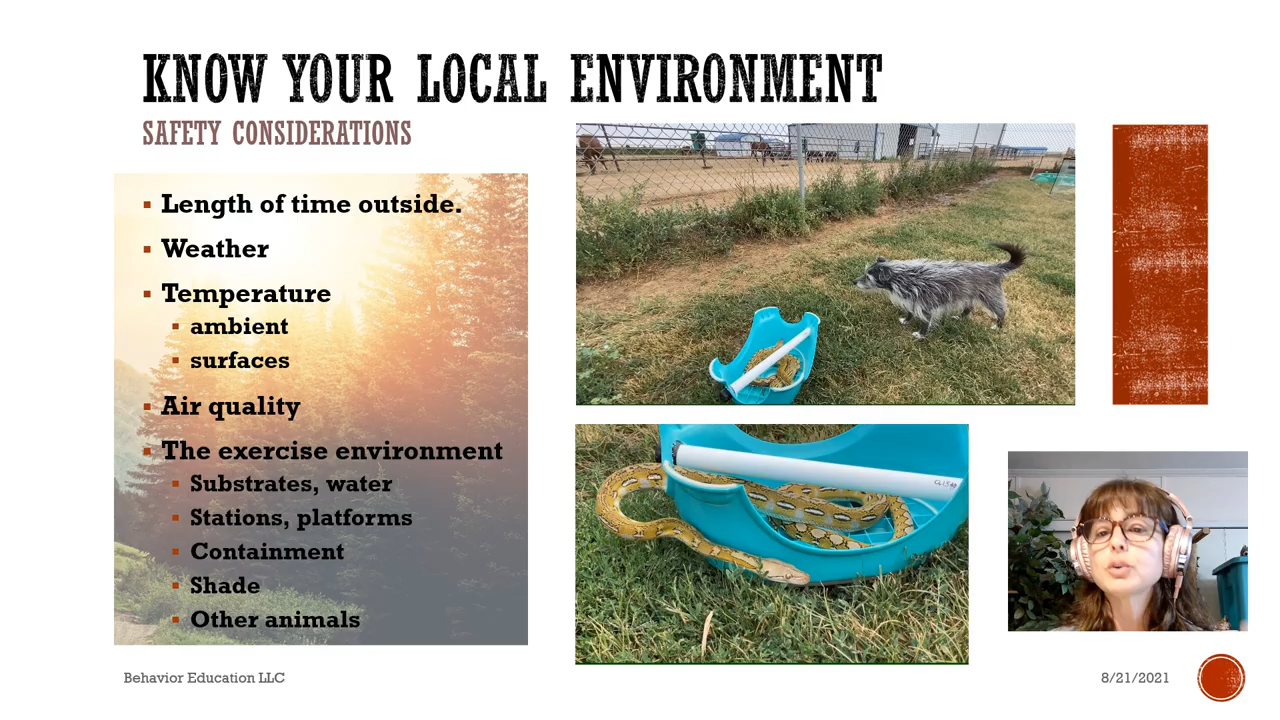 KNOW YOUR LOCAL ENVIRONMENT
SAFETY CONSIDERATIONS
Length of time outside.
Weather
Temperature
ambient
surfaces
Air quality
The exercise environment
Substrates, water
Stations, platforms
Containment
Shade
Other animals
Behavior Education LLC
8/21/2021